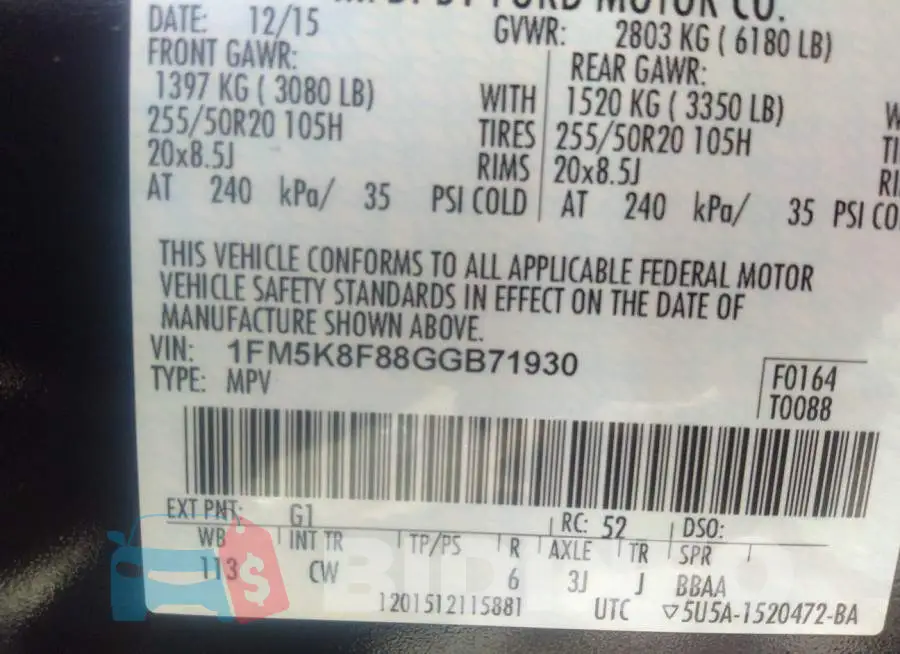 MFD. BY FORD MOTOR CO.
DATE: 12/15 GVWR: 2803 KG ( 6180 LB)
FRONT GAWR: REAR GAWR:
1397 KG ( 3080 LB) WITH 1520 KG ( 3350 LB)
255/50R20 105H TIRES 255/50R20 105H
20x8.5J RIMS 20x8.5J
AT 240 kPa/ 35 PSI COLD AT 240 kPa/ 35 PSI CO
THIS VEHICLE CONFORMS TO ALL APPLICABLE FEDERAL MOTOR
VEHICLE SAFETY STANDARDS IN EFFECT ON THE DATE OF
MANUFACTURE SHOWN ABOVE.
VIN: 1FM5K8F88GGB71930
TYPE: MPV
F0164
T0088
EXT PNT: G1 RC: 52 DSO:
WB INT TR TP/PS R AXLE TR SPR
113 CW 6 3J J BBAA
1201512115881 UTC ▽5U5A-1520472-BA